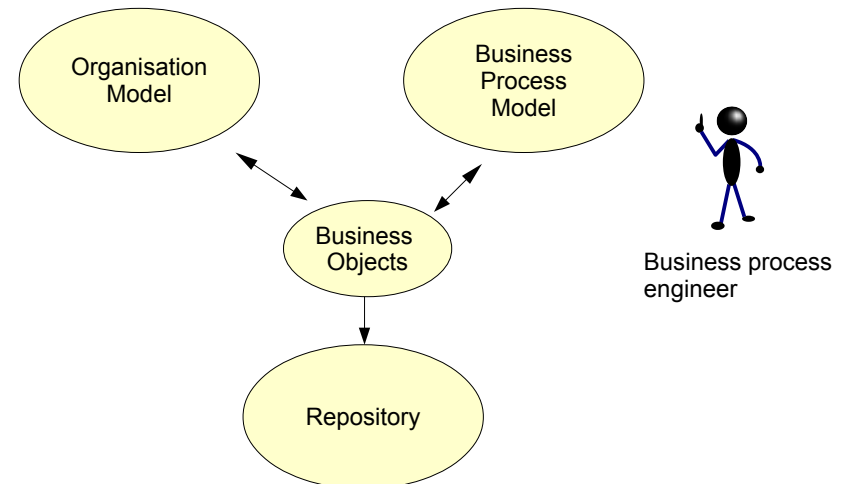 Organisation
Model
Business
Process
Model
Business
Objects
Business process
engineer
Repository